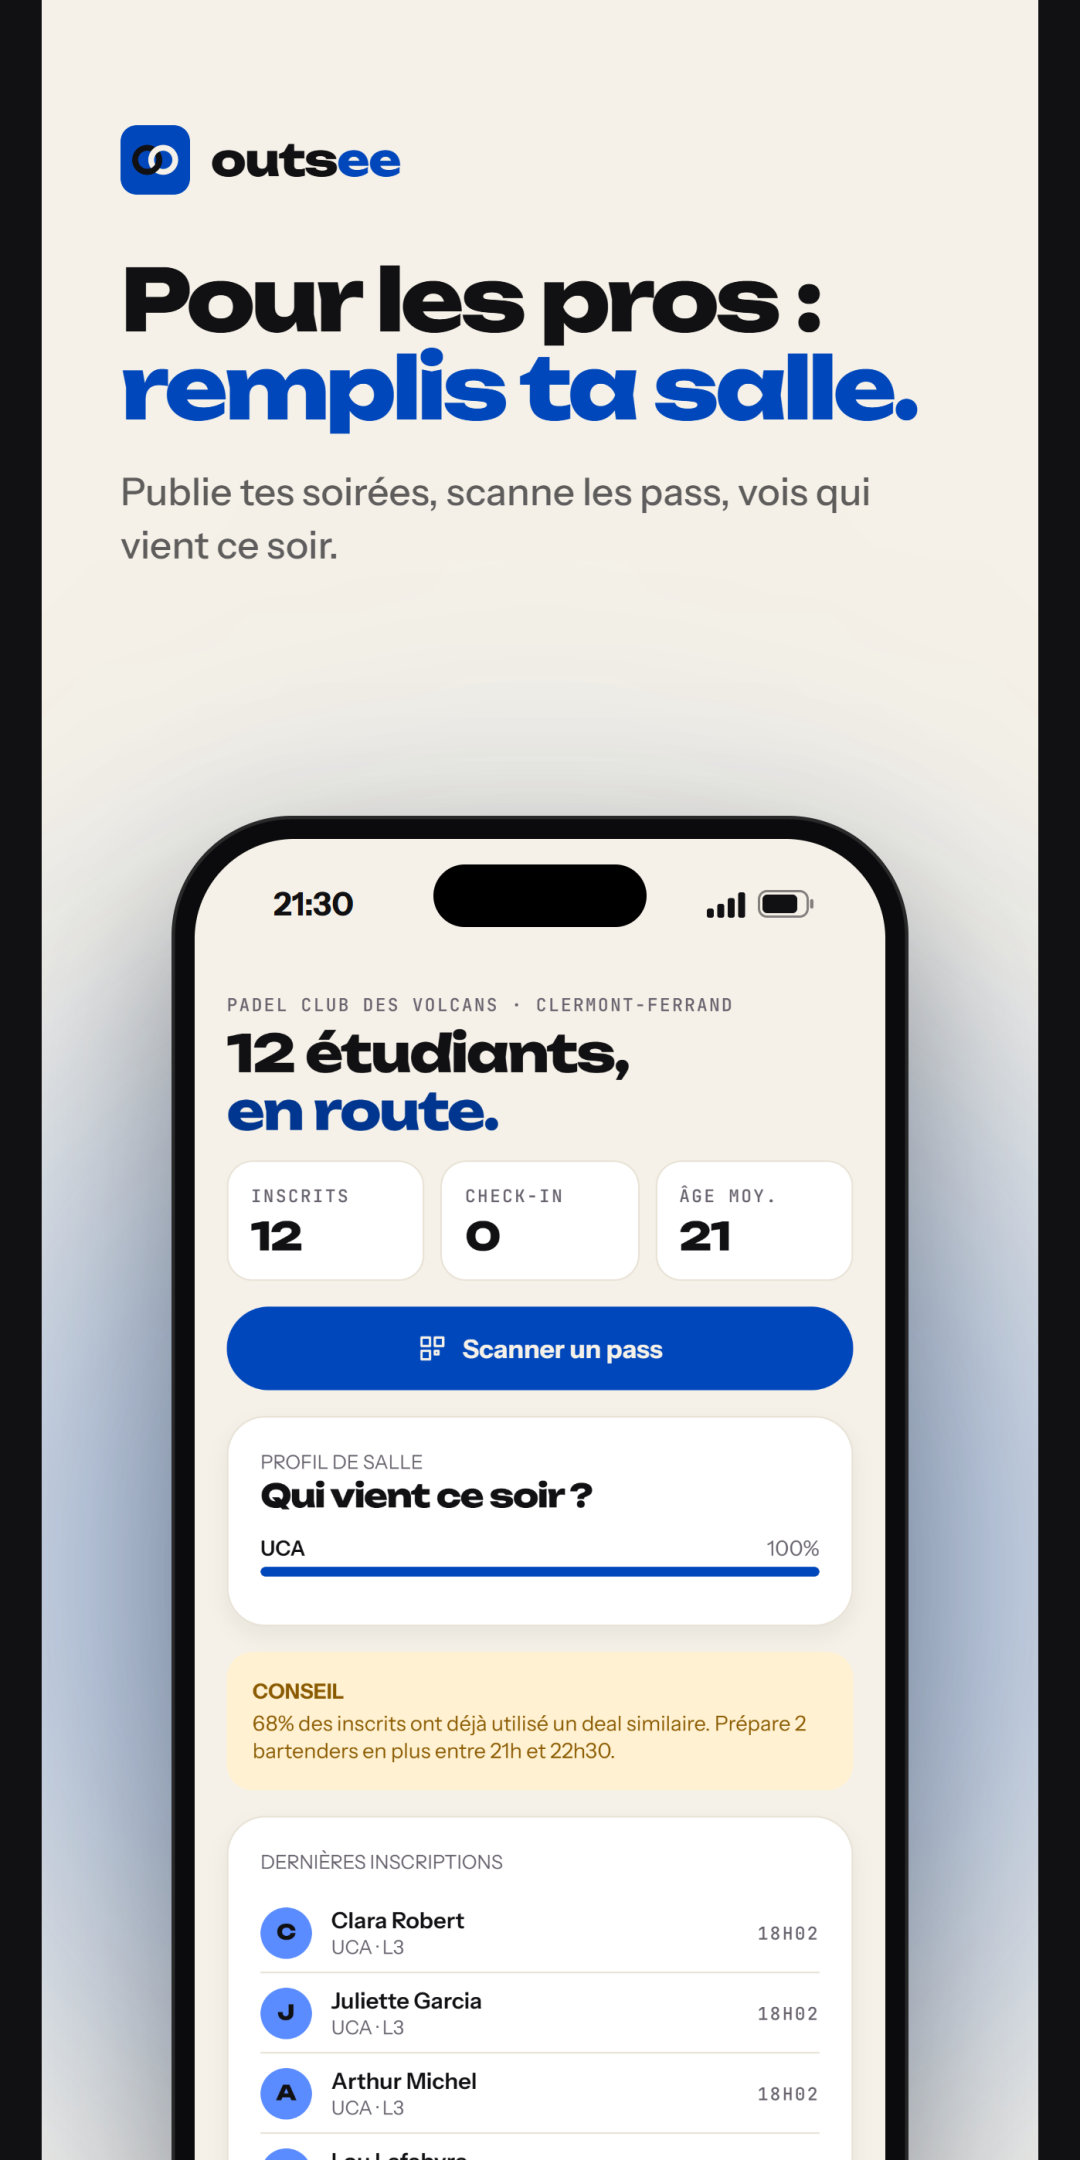 outsee
Pour les pros :
remplis ta salle.
Publie tes soirées, scanne les pass, vois qui
vient ce soir.
21:30
PADEL CLUB DES VOLCANS · CLERMONT-FERRAND
12 étudiants,
en route.
INSCRITS
12
CHECK-IN
0
ÂGE MOY.
21
Scanner un pass
PROFIL DE SALLE
Qui vient ce soir ?
UCA 100%
CONSEIL
68% des inscrits ont déjà utilisé un deal similaire. Prépare 2
bartenders en plus entre 21h et 22h30.
DERNIÈRES INSCRIPTIONS
C
Clara Robert
UCA · L3
18H02
J
Juliette Garcia
UCA · L3
18H02
A
Arthur Michel
UCA · L3
18H02